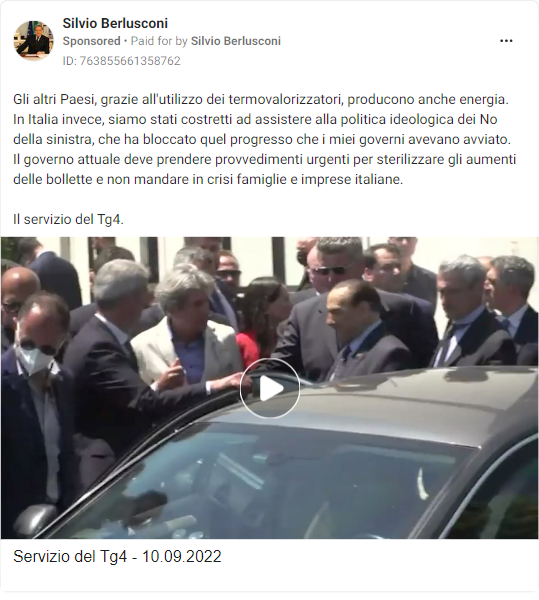 Silvio Berlusconi
Sponsored • Paid for by Silvio Berlusconi
ID: 763855661358762
Gli altri Paesi, grazie all'utilizzo dei termovalorizzatori, producono anche energia.
In Italia invece, siamo stati costretti ad assistere alla politica ideologica dei No
della sinistra, che ha bloccato quel progresso che i miei governi avevano avviato.
Il governo attuale deve prendere provvedimenti urgenti per sterilizzare gli aumenti
delle bollette e non mandare in crisi famiglie e imprese italiane.
Il servizio del Tg4.
Servizio del Tg4 - 10.09.2022